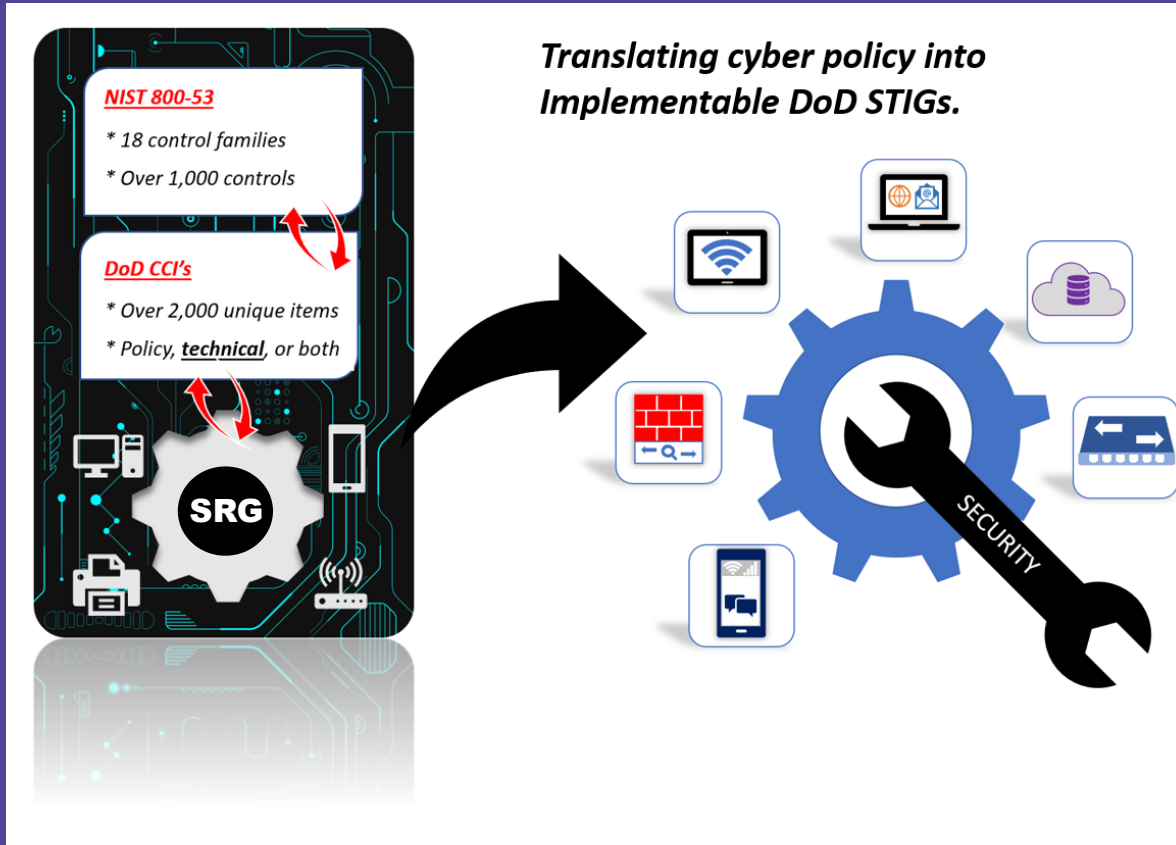 Translating cyber policy into
Implementable DoD STIGs.
NIST 800-53
* 18 control families
* Over 1,000 controls
DoD CCI's
* Over 2,000 unique items
* Policy, technical, or both
SRG
SECURITY